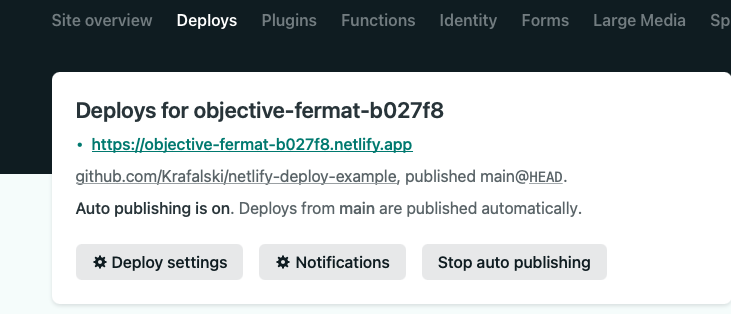 Site overview Deploys Plugins Functions Identity Forms Large Media Sp
Deploys for objective-fermat-b027f8
• https://objective-fermat-b027f8.netlify.app
github.com/Krafalski/netlify-deploy-example, published main@HEAD.
Auto publishing is on. Deploys from main are published automatically.
Deploy settings Notifications Stop auto publishing